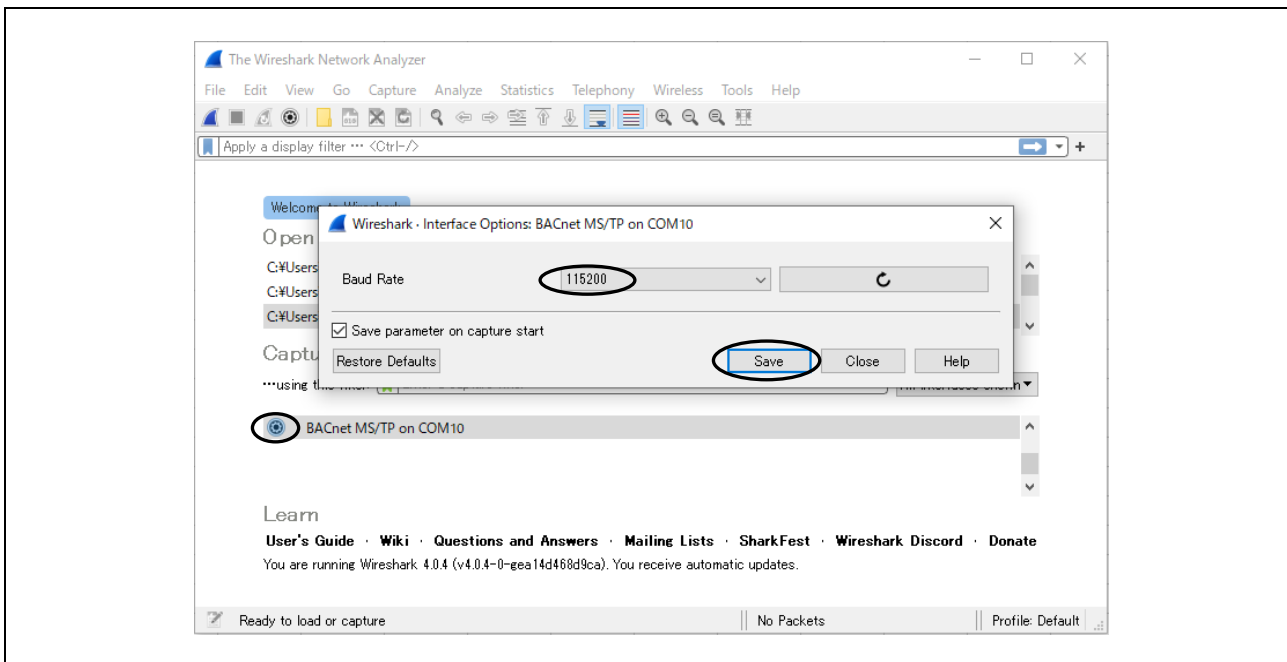 The Wireshark Network Analyzer
File Edit View Go Capture Analyze Statistics Telephony Wireless Tools Help
Apply a display filter … <Ctrl-/>
Wireshark · Interface Options: BACnet MS/TP on COM10
Open
C:¥Users
Baud Rate 115200
C:¥Users
C:¥Users
Save parameter on capture start
Restore Defaults Save Close Help
…using
BACnet MS/TP on COM10
Learn
User's Guide · Wiki · Questions and Answers · Mailing Lists · SharkFest · Wireshark Discord · Donate
You are running Wireshark 4.0.4 (v4.0.4-0-gea14d468d9ca). You receive automatic updates.
Ready to load or capture No Packets Profile: Default